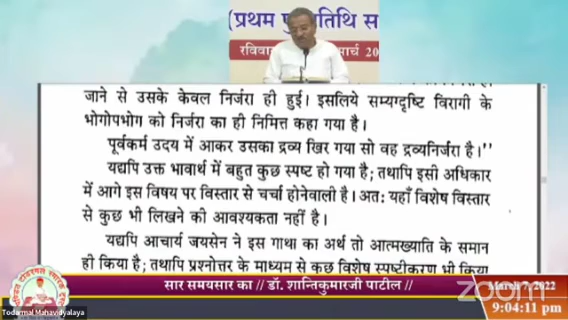 (प्रथम पुण्यतिथि स
रविवा
मार्च 20
जाने से उसके केवल निर्जरा ही हुई। इसलिये सम्यग्दृष्टि विरागी के
भोगोपभोग को निर्जरा का ही निमित्त कहा गया है।
पूर्वकर्म उदय में आकर उसका द्रव्य खिर गया सो वह द्रव्यनिर्जरा है।''
यद्यपि उक्त भावार्थ में बहुत कुछ स्पष्ट हो गया है; तथापि इसी अधिकार
में आगे इस विषय पर विस्तार से चर्चा होनेवाली है। अत: यहाँ विशेष विस्तार
से कुछ भी लिखने की आवश्यकता नहीं है।
यद्यपि आचार्य जयसेन ने इस गाथा का अर्थ तो आत्मख्याति के समान
ही किया है; तथापि प्रश्नोत्तर के माध्यम से कुछ विशेष स्पष्टीकरण भी किया
सार समयसार का // डॉ. शान्तिकुमारजी पाटील //
March 7, 2022
zoom
9:04:11 pm
Todarmal Mahavidyalaya